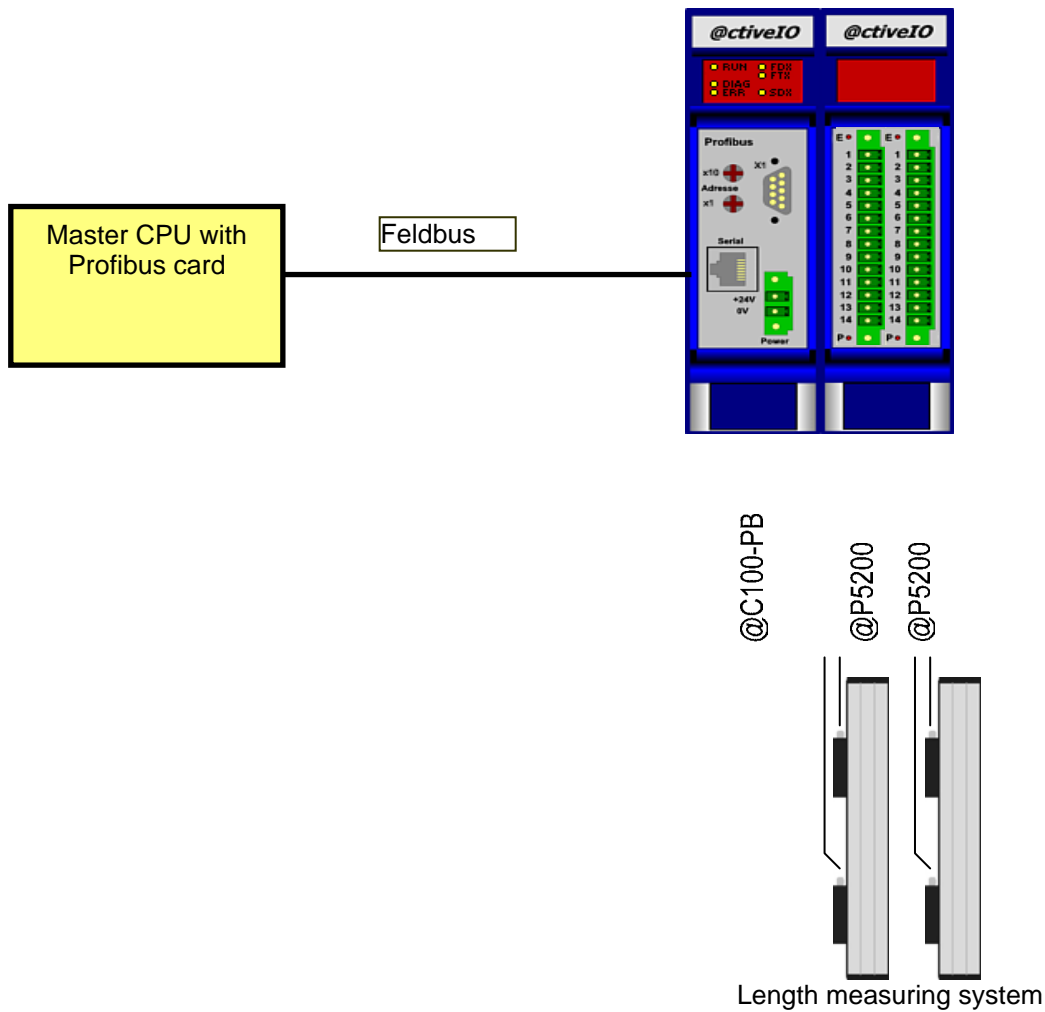 @ctiveIO
@ctiveIO
RUN FDX
FTX
DIAG
ERR SDX
Profibus
X1
x10
Adresse
x1
Serial
+24V
0V
Power
E E
1 1
2 2
3 3
4 4
5 5
6 6
7 7
8 8
9 9
10 10
11 11
12 12
13 13
14 14
P P
Master CPU with
Profibus card
Feldbus
@C100-PB
@P5200
@P5200
Length measuring system